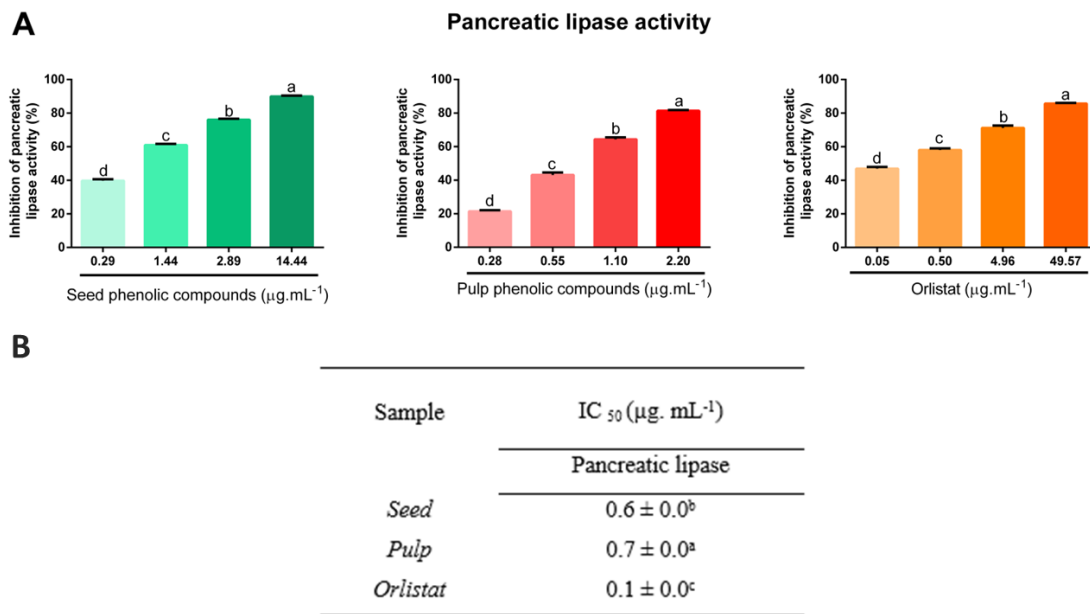 A
Pancreatic lipase activity
Inhibition of pancreatic
lipase activity (%)
100
80
60
40
20
0
d
c
b
a
0.29 1.44 2.89 14.44
Seed phenolic compounds (µg.mL⁻¹)
Inhibition of pancreatic
lipase activity (%)
100
80
60
40
20
0
d
c
b
a
0.28 0.55 1.10 2.20
Pulp phenolic compounds (µg.mL⁻¹)
Inhibition of pancreatic
lipase activity (%)
100
80
60
40
20
0
d
c
b
a
0.05 0.50 4.96 49.57
Orlistat (µg.mL⁻¹)
B
Sample IC ₅₀ (µg. mL⁻¹)
Pancreatic lipase
Seed 0.6 ± 0.0ᵇ
Pulp 0.7 ± 0.0ᵃ
Orlistat 0.1 ± 0.0ᶜ